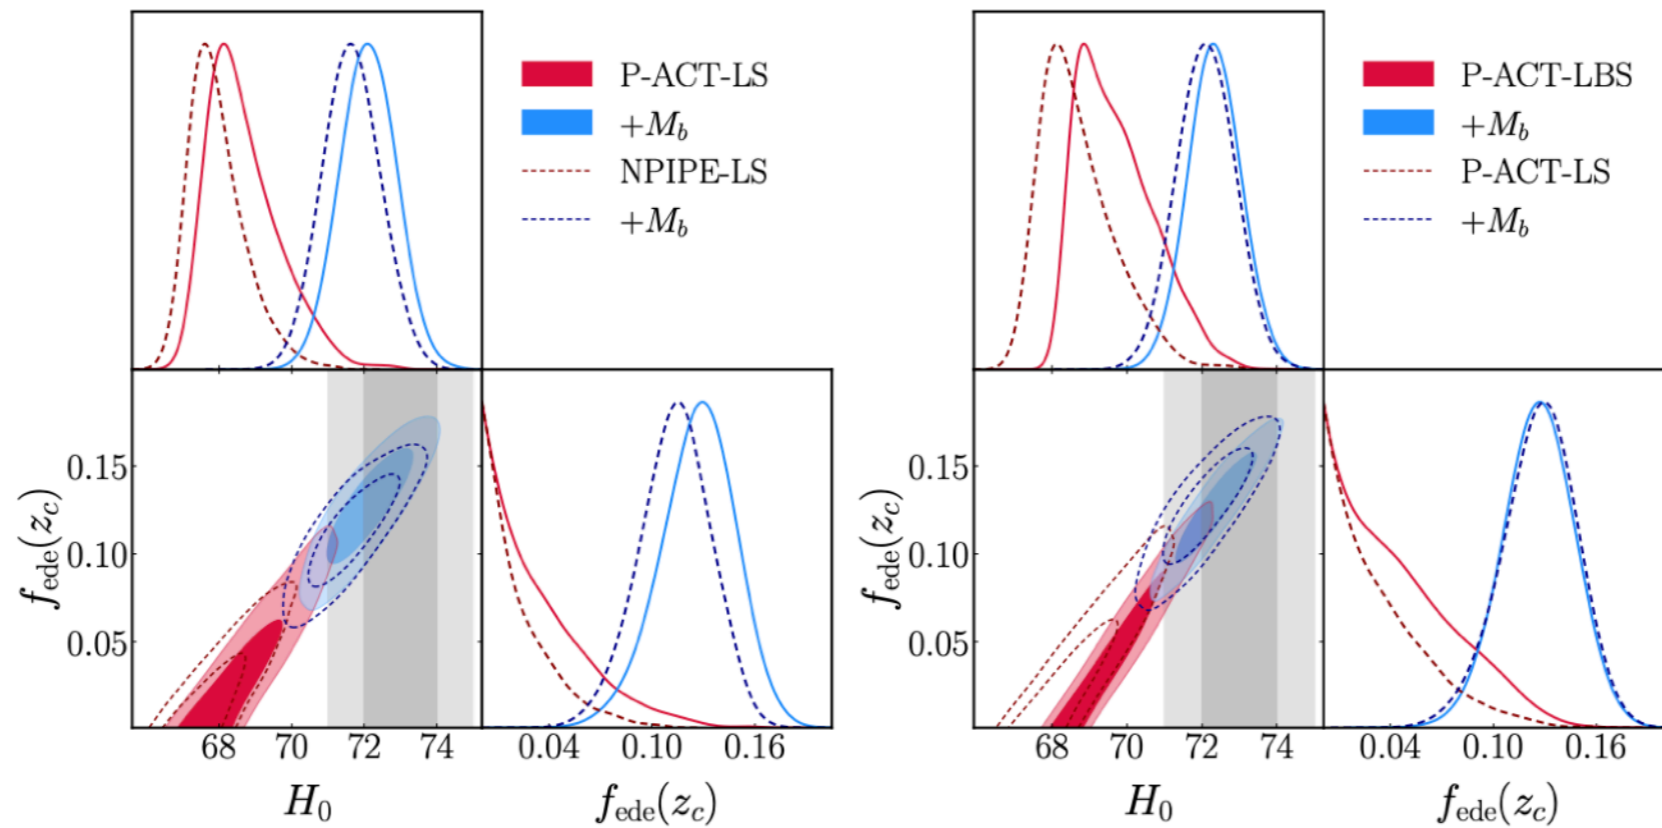 P-ACT-LS
+M_b
NPIPE-LS
+M_b
0.15
0.10
0.05
f_ede(z_c)
68 70 72 74
0.04 0.10 0.16
H_0
f_ede(z_c)
P-ACT-LBS
+M_b
P-ACT-LS
+M_b
0.15
0.10
0.05
f_ede(z_c)
68 70 72 74
0.04 0.10 0.16
H_0
f_ede(z_c)